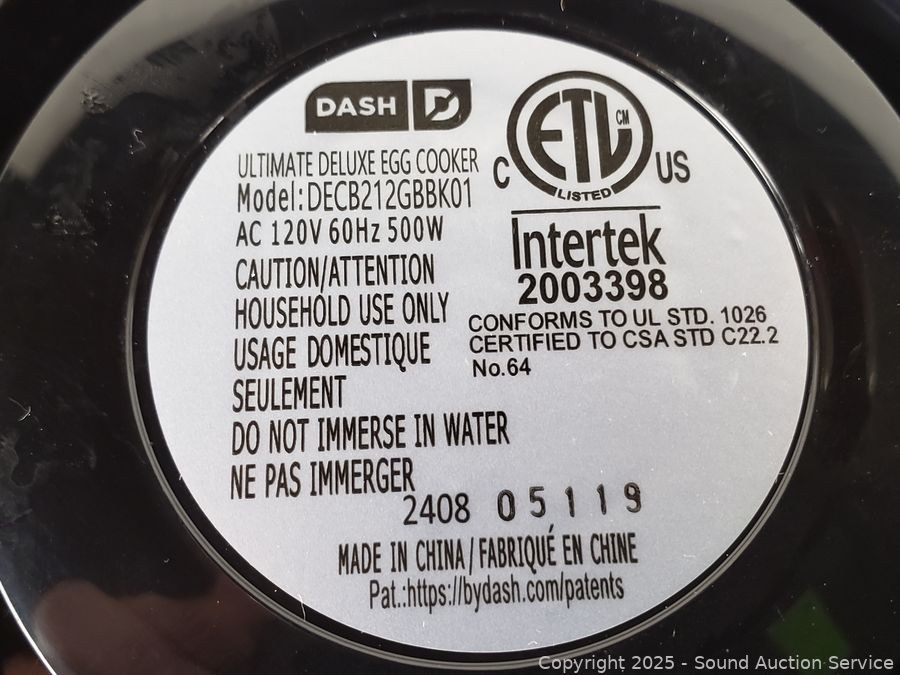 DASH
ULTIMATE DELUXE EGG COOKER
Model:DECB212GBBK01
AC 120V 60Hz 500W
CAUTION/ATTENTION
HOUSEHOLD USE ONLY
USAGE DOMESTIQUE
SEULEMENT
DO NOT IMMERSE IN WATER
NE PAS IMMERGER
C ETL CM US
LISTED
Intertek
2003398
CONFORMS TO UL STD. 1026
CERTIFIED TO CSA STD C22.2
No.64
2408 05119
MADE IN CHINA/FABRIQUÉ EN CHINE
Pat.:https://bydash.com/patents
Copyright 2025 - Sound Auction Service